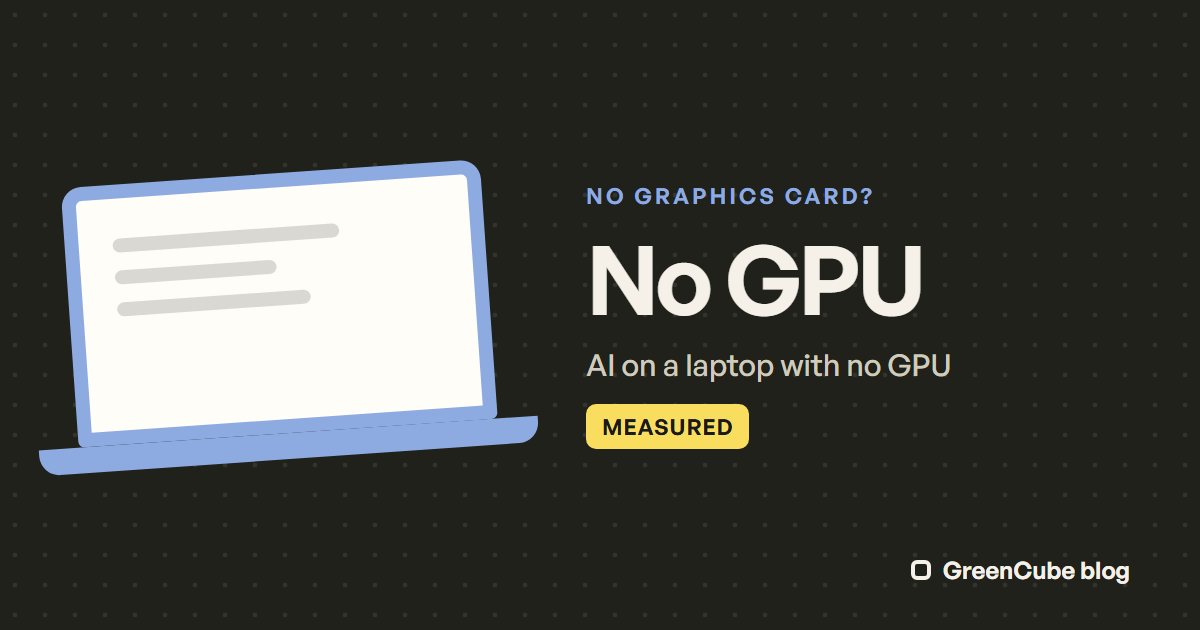 NO GRAPHICS CARD?
No GPU
AI on a laptop with no GPU
MEASURED
GreenCube blog